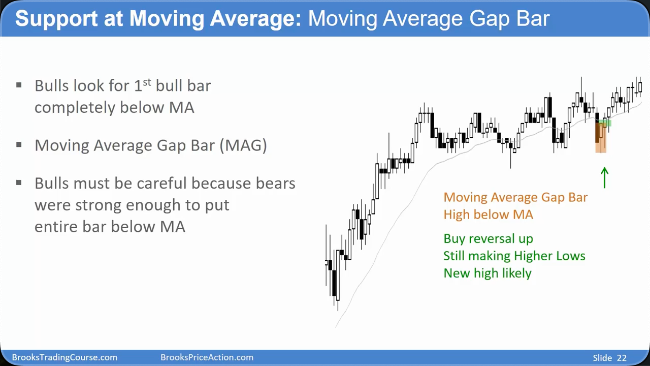 Support at Moving Average: Moving Average Gap Bar
▪ Bulls look for 1st bull bar
completely below MA
▪ Moving Average Gap Bar (MAG)
▪ Bulls must be careful because bears
were strong enough to put
entire bar below MA
Moving Average Gap Bar
High below MA
Buy reversal up
Still making Higher Lows
New high likely
BrooksTradingCourse.com BrooksPriceAction.com Slide 22